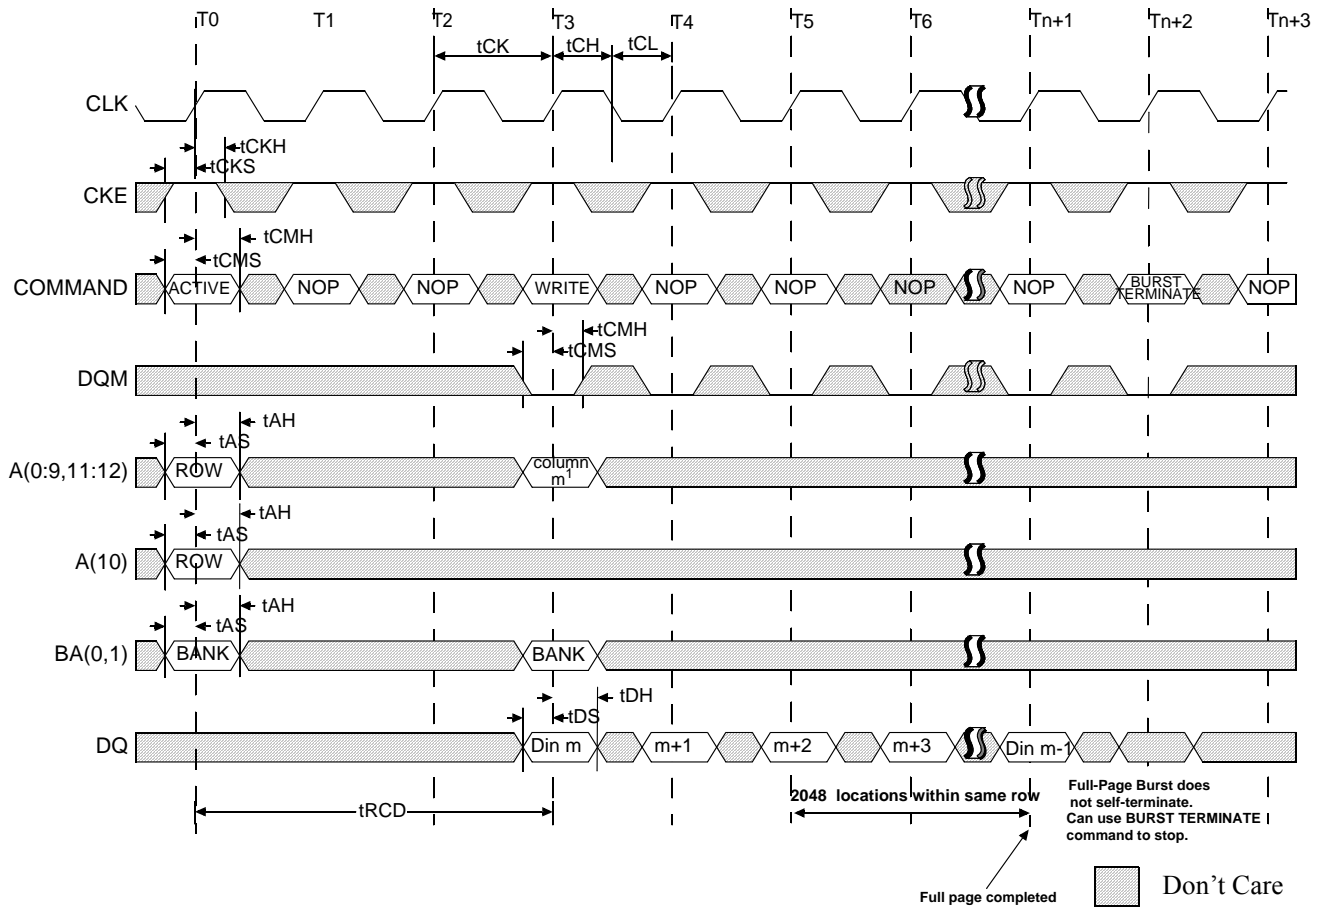 T0 T1 T2 T3 T4 T5 T6 Tn+1 Tn+2 Tn+3
tCK tCH tCL
CLK
tCKH
tCKS
CKE
tCMH
tCMS
COMMAND ACTIVE NOP NOP WRITE NOP NOP NOP NOP BURST TERMINATE NOP
tCMH
tCMS
DQM
tAH
tAS
A(0:9,11:12) ROW column m1
tAH
tAS
A(10) ROW
tAH
tAS
BA(0,1) BANK BANK
tDH
tDS
DQ Din m m+1 m+2 m+3 Din m-1
tRCD
2048 locations within same row
Full-Page Burst does
not self-terminate.
Can use BURST TERMINATE
command to stop.
Full page completed
Don't Care